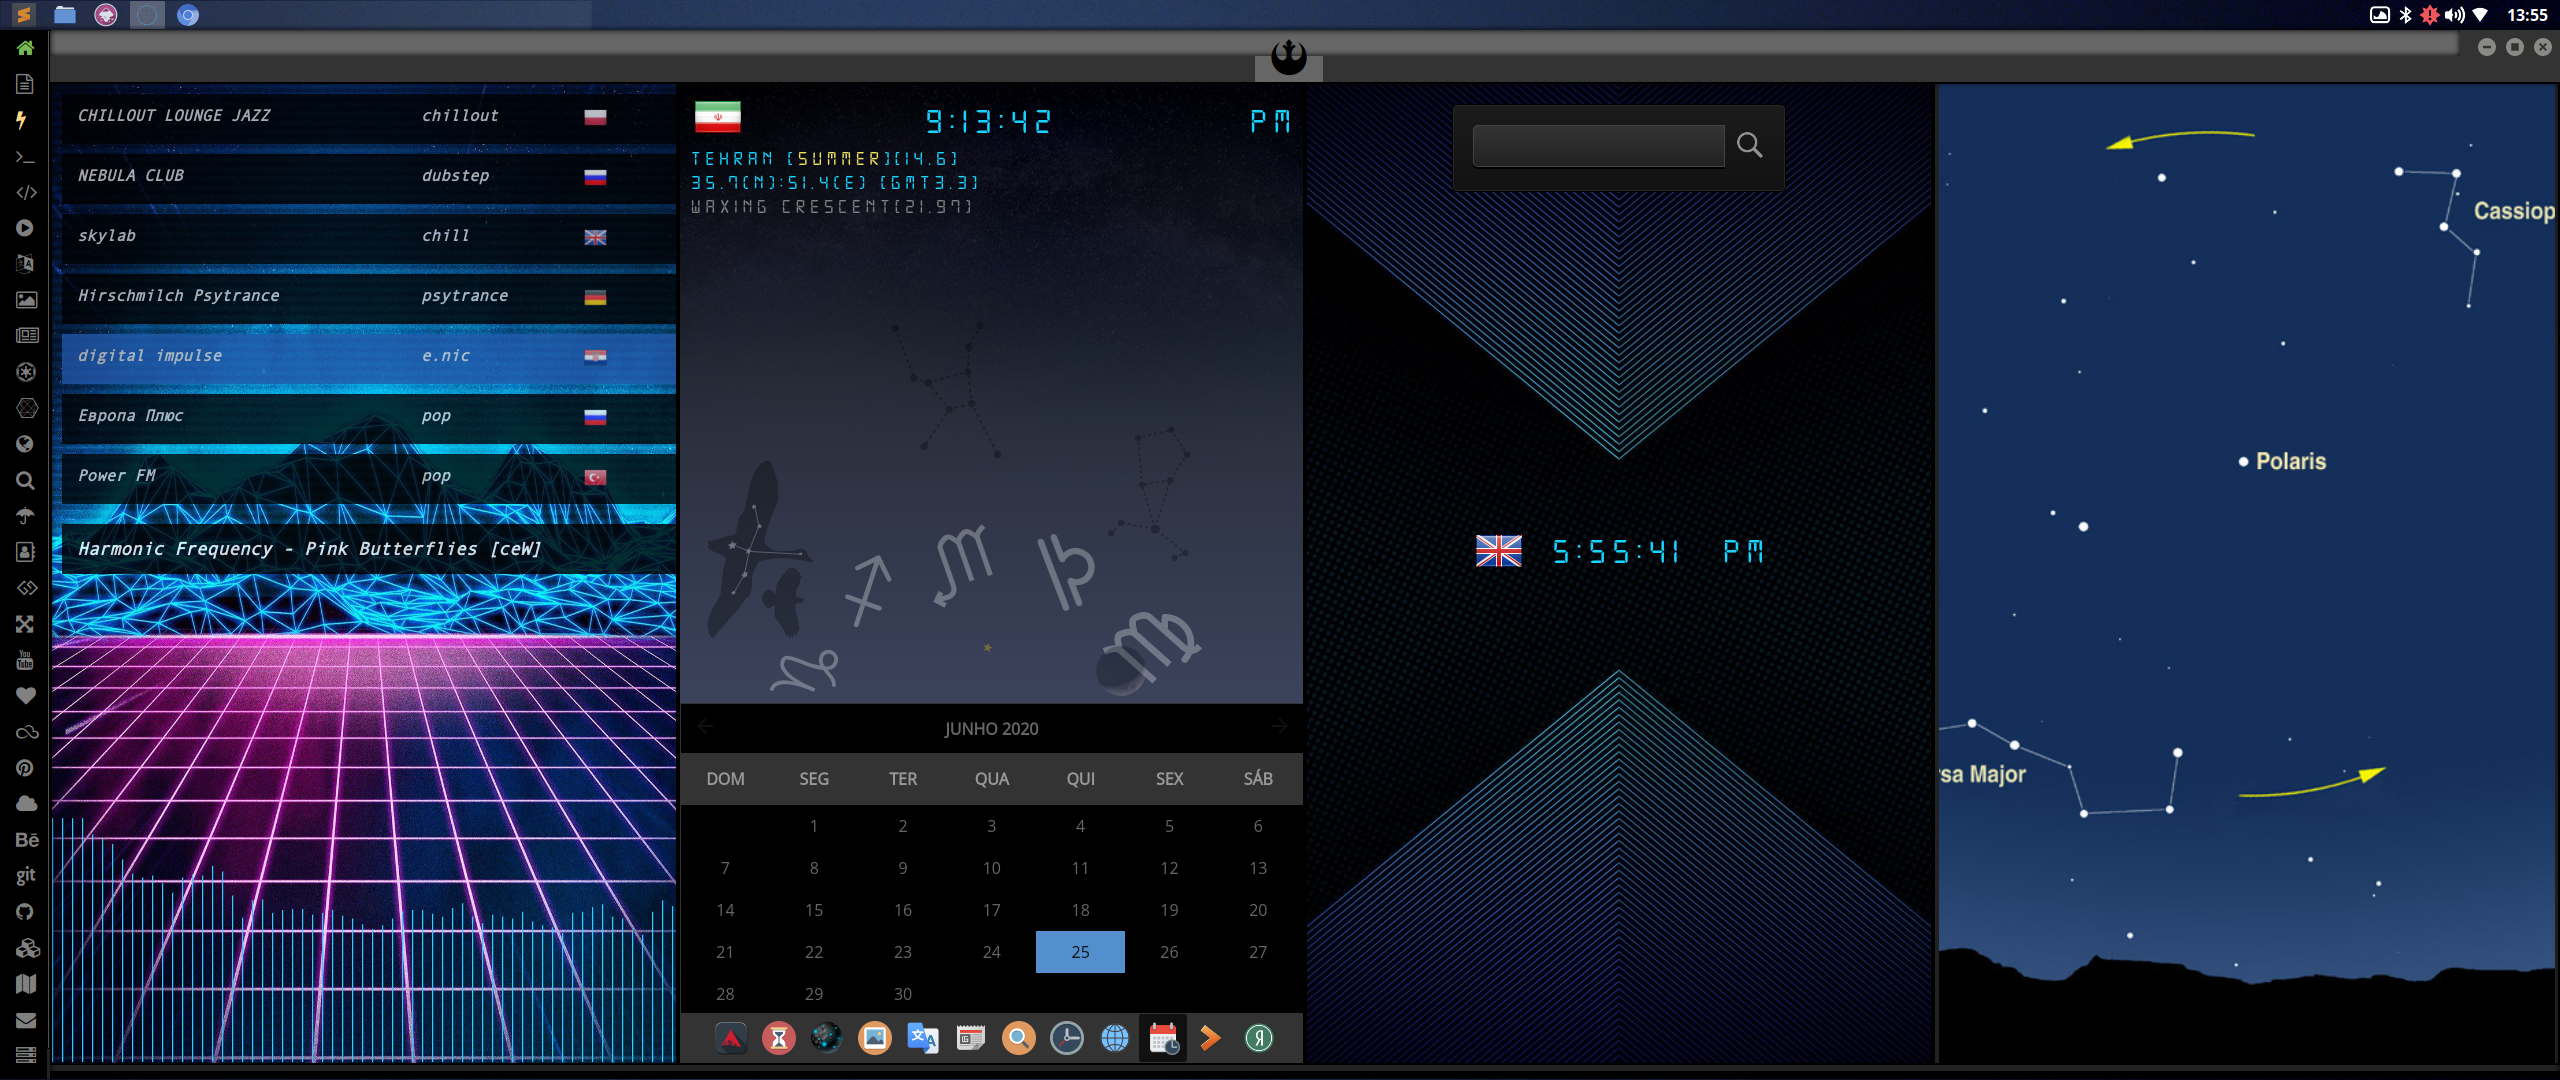 13:55
CHILLOUT LOUNGE JAZZ chillout
NEBULA CLUB dubstep
skylab chill
Hirschmilch Psytrance psytrance
digital impulse e.nic
Европа Плюс pop
Power FM pop
Harmonic Frequency - Pink Butterflies [ceW]
You Tube
Bē
git
9:13:42 PM
TEHRAN [SUMMER][14.6]
35.7(N):51.4(E) [GMT3.3]
WAXING CRESCENT[21.97]
JUNHO 2020
DOM SEG TER QUA QUI SEX SÁB
1 2 3 4 5 6
7 8 9 10 11 12 13
14 15 16 17 18 19 20
21 22 23 24 25 26 27
28 29 30
文 A
Я
5:55:41 PM
Cassiop
Polaris
rsa Major